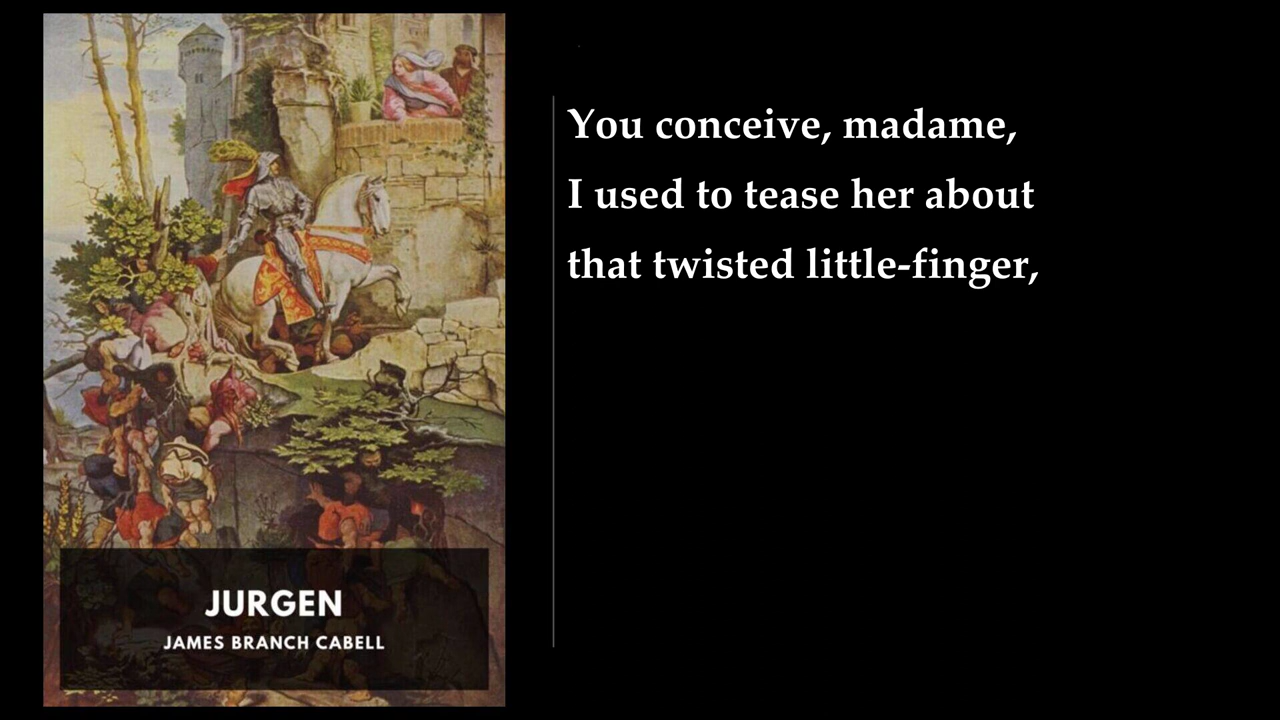 JURGEN
JAMES BRANCH CABELL
You conceive, madame,
I used to tease her about
that twisted little-finger,